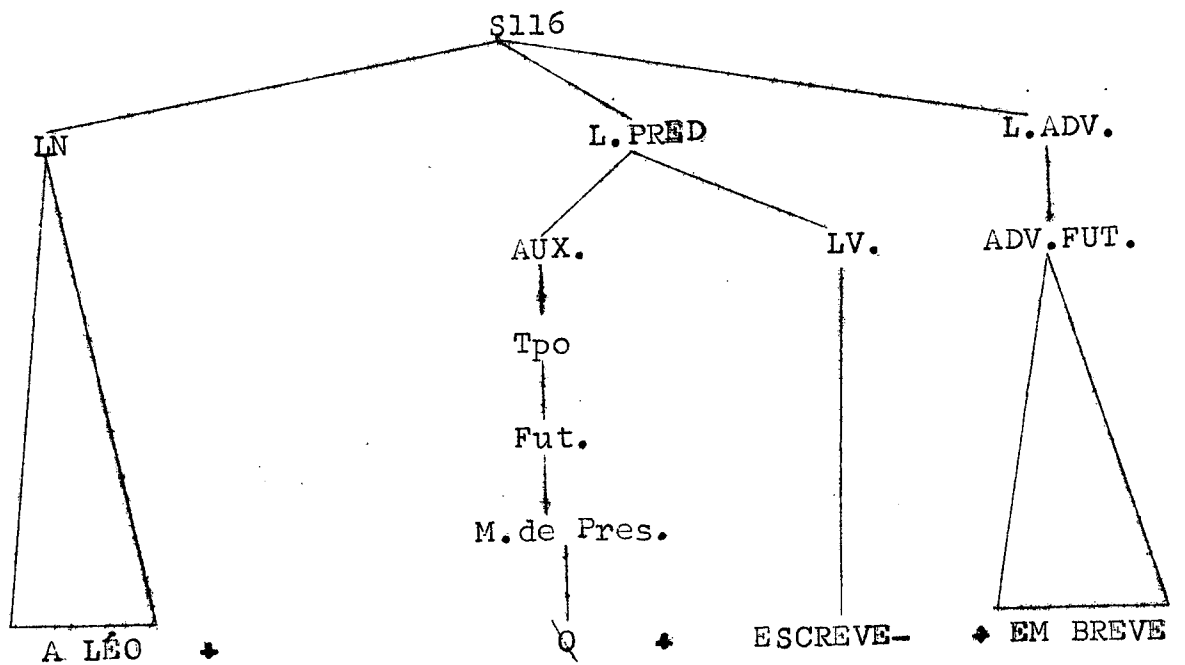 S116
LN L.PRED L.ADV.
AUX. LV. ADV.FUT.
Tpo
Fut.
M.de Pres.
A LÉO + Ø + ESCREVE- + EM BREVE